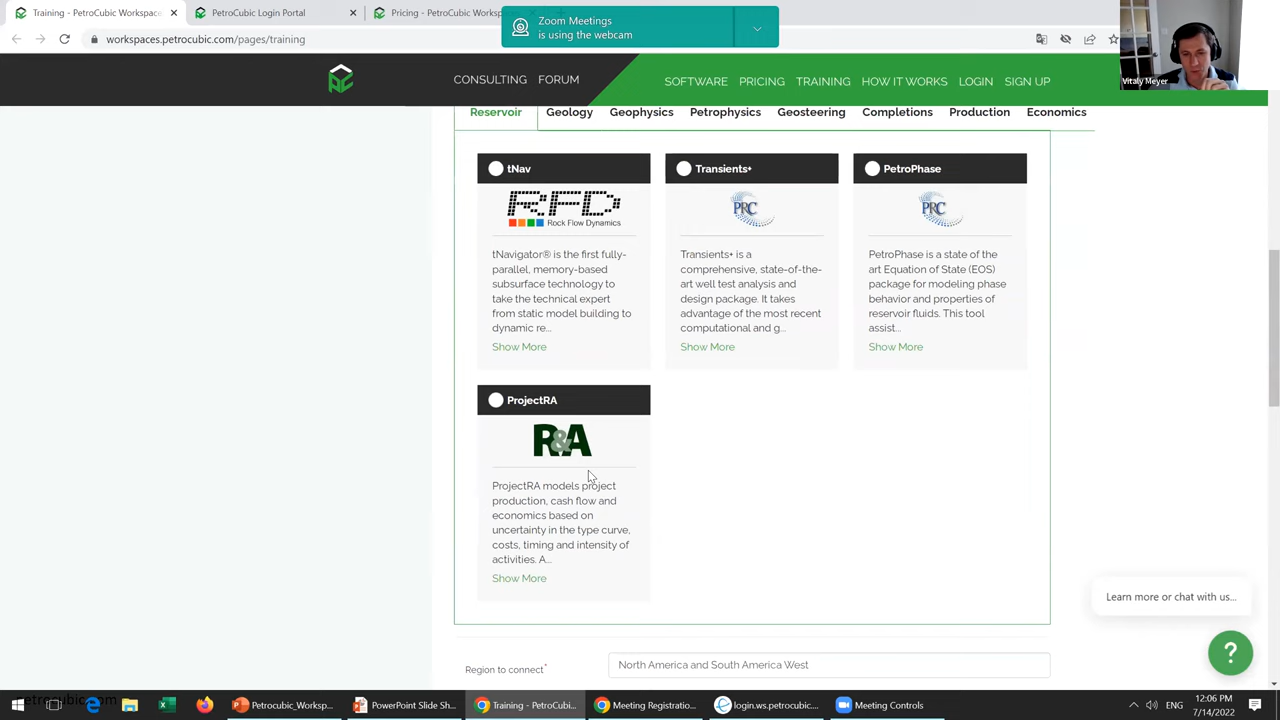 Training - PetroCubic Workspace
PetroCubic Login Portal
Pricing - PetroCubic Work
Zoom Meetings
is using the webcam
workspaces.petrocubic.com/pages/training
Vitaly Meyer
CONSULTING FORUM
SOFTWARE PRICING TRAINING HOW IT WORKS LOGIN SIGN UP
Reservoir Geology Geophysics Petrophysics Geosteering Completions Production Economics
tNav
RFD
Rock Flow Dynamics
tNavigator® is the first fully-
parallel, memory-based
subsurface technology to
take the technical expert
from static model building to
dynamic re...
Show More
Transients+
PRC
Transients+ is a
comprehensive, state-of-the-
art well test analysis and
design package. It takes
advantage of the most recent
computational and g...
Show More
PetroPhase
PRC
PetroPhase is a state of the
art Equation of State (EOS)
package for modeling phase
behavior and properties of
reservoir fluids. This tool
assist...
Show More
ProjectRA
R&A
ProjectRA models project
production, cash flow and
economics based on
uncertainty in the type curve,
costs, timing and intensity of
activities. A...
Show More
Learn more or chat with us...
?
Region to connect*
North America and South America West
petrocubic.com
Petrocubic_Worksp...
PowerPoint Slide Sh...
Training - PetroCubi...
Meeting Registratio...
login.ws.petrocubic....
Meeting Controls
ENG
12:06 PM
7/14/2022